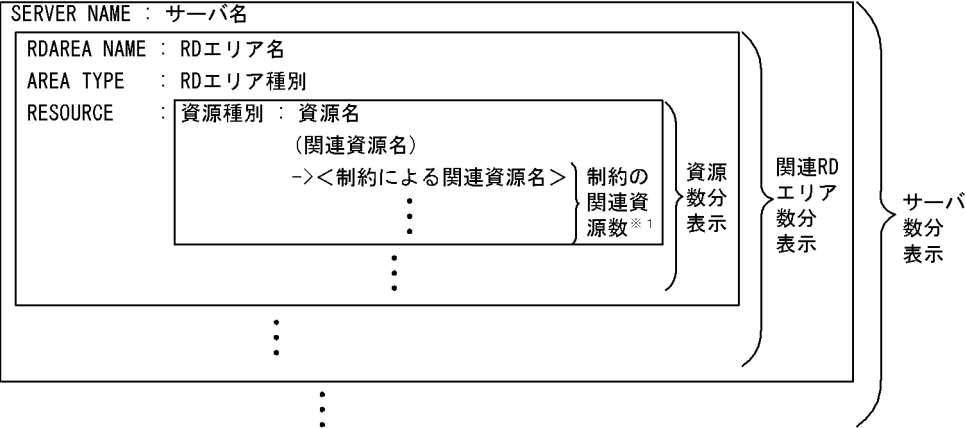 SERVER NAME : サーバ名
RDAREA NAME : RDエリア名
AREA TYPE : RDエリア種別
RESOURCE : 資源種別 : 資源名
(関連資源名)
-><制約による関連資源名>
制約の
関連資
源数※1
資源
数分
表示
関連RD
エリア
数分
表示
サーバ
数分
表示